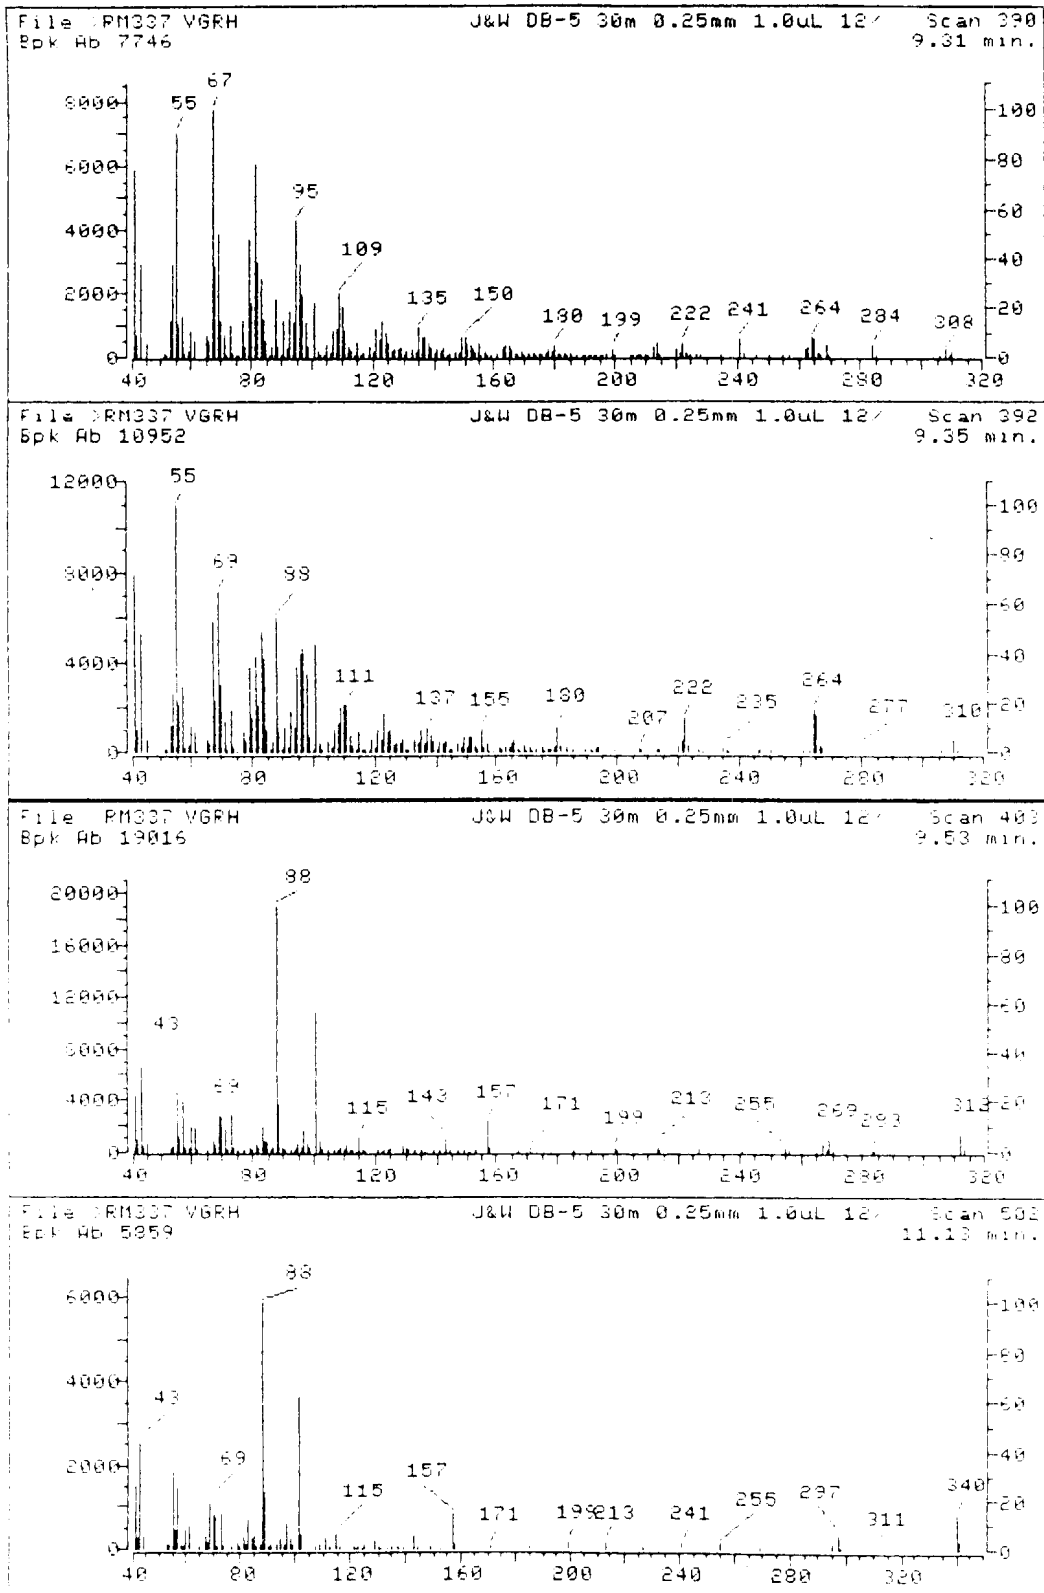 File >RM337 VGRH J&W DB-5 30m 0.25mm 1.0uL 12/ Scan 390
Bpk Ab 7746 9.31 min.
67
8000 55 100
6000 80
95 60
4000 109 40
2000 135 150 180 199 222 241 264 284 308 20
0 0
40 80 120 160 200 240 280 320
File >RM337 VGRH J&W DB-5 30m 0.25mm 1.0uL 12/ Scan 392
Bpk Ab 10952 9.35 min.
12000 55 100
80
8000 69 88 60
4000 111 40
137 155 180 207 222 235 264 277 310 20
0 0
40 80 120 160 200 240 280 320
File RM337 VGRH J&W DB-5 30m 0.25mm 1.0uL 12/ Scan 403
Bpk Ab 19016 9.53 min.
20000 88 100
16000 80
12000 60
43
8000 40
4000 69 115 143 157 171 199 213 255 269 293 312 20
0 0
40 80 120 160 200 240 280 320
File >RM337 VGRH J&W DB-5 30m 0.25mm 1.0uL 12/ Scan 502
Bpk Ab 5859 11.13 min.
88
6000 100
80
4000 43 60
40
2000 69 115 157 171 199 213 241 255 297 311 340 20
0 0
80 120 160 200 240 280 320